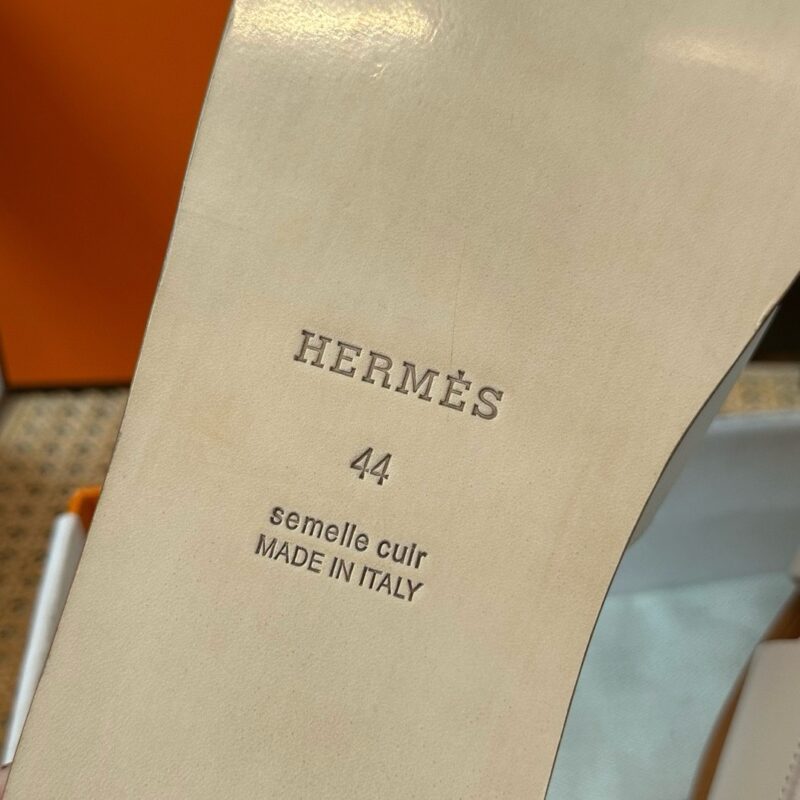 HERMÈS
44
semelle cuir
MADE IN ITALY